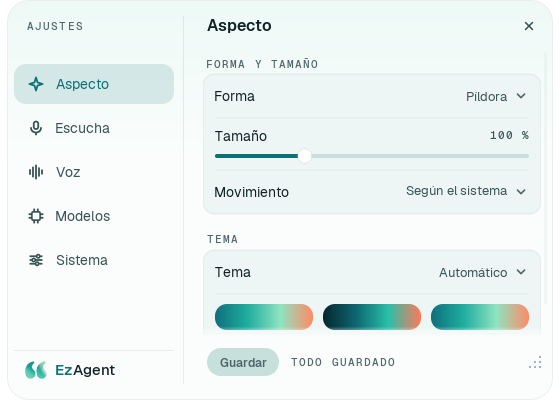 AJUSTES
Aspecto
Escucha
Voz
Modelos
Sistema
EzAgent
Aspecto
FORMA Y TAMAÑO
Forma
Píldora
Tamaño
100 %
Movimiento
Según el sistema
TEMA
Tema
Automático
Guardar
TODO GUARDADO